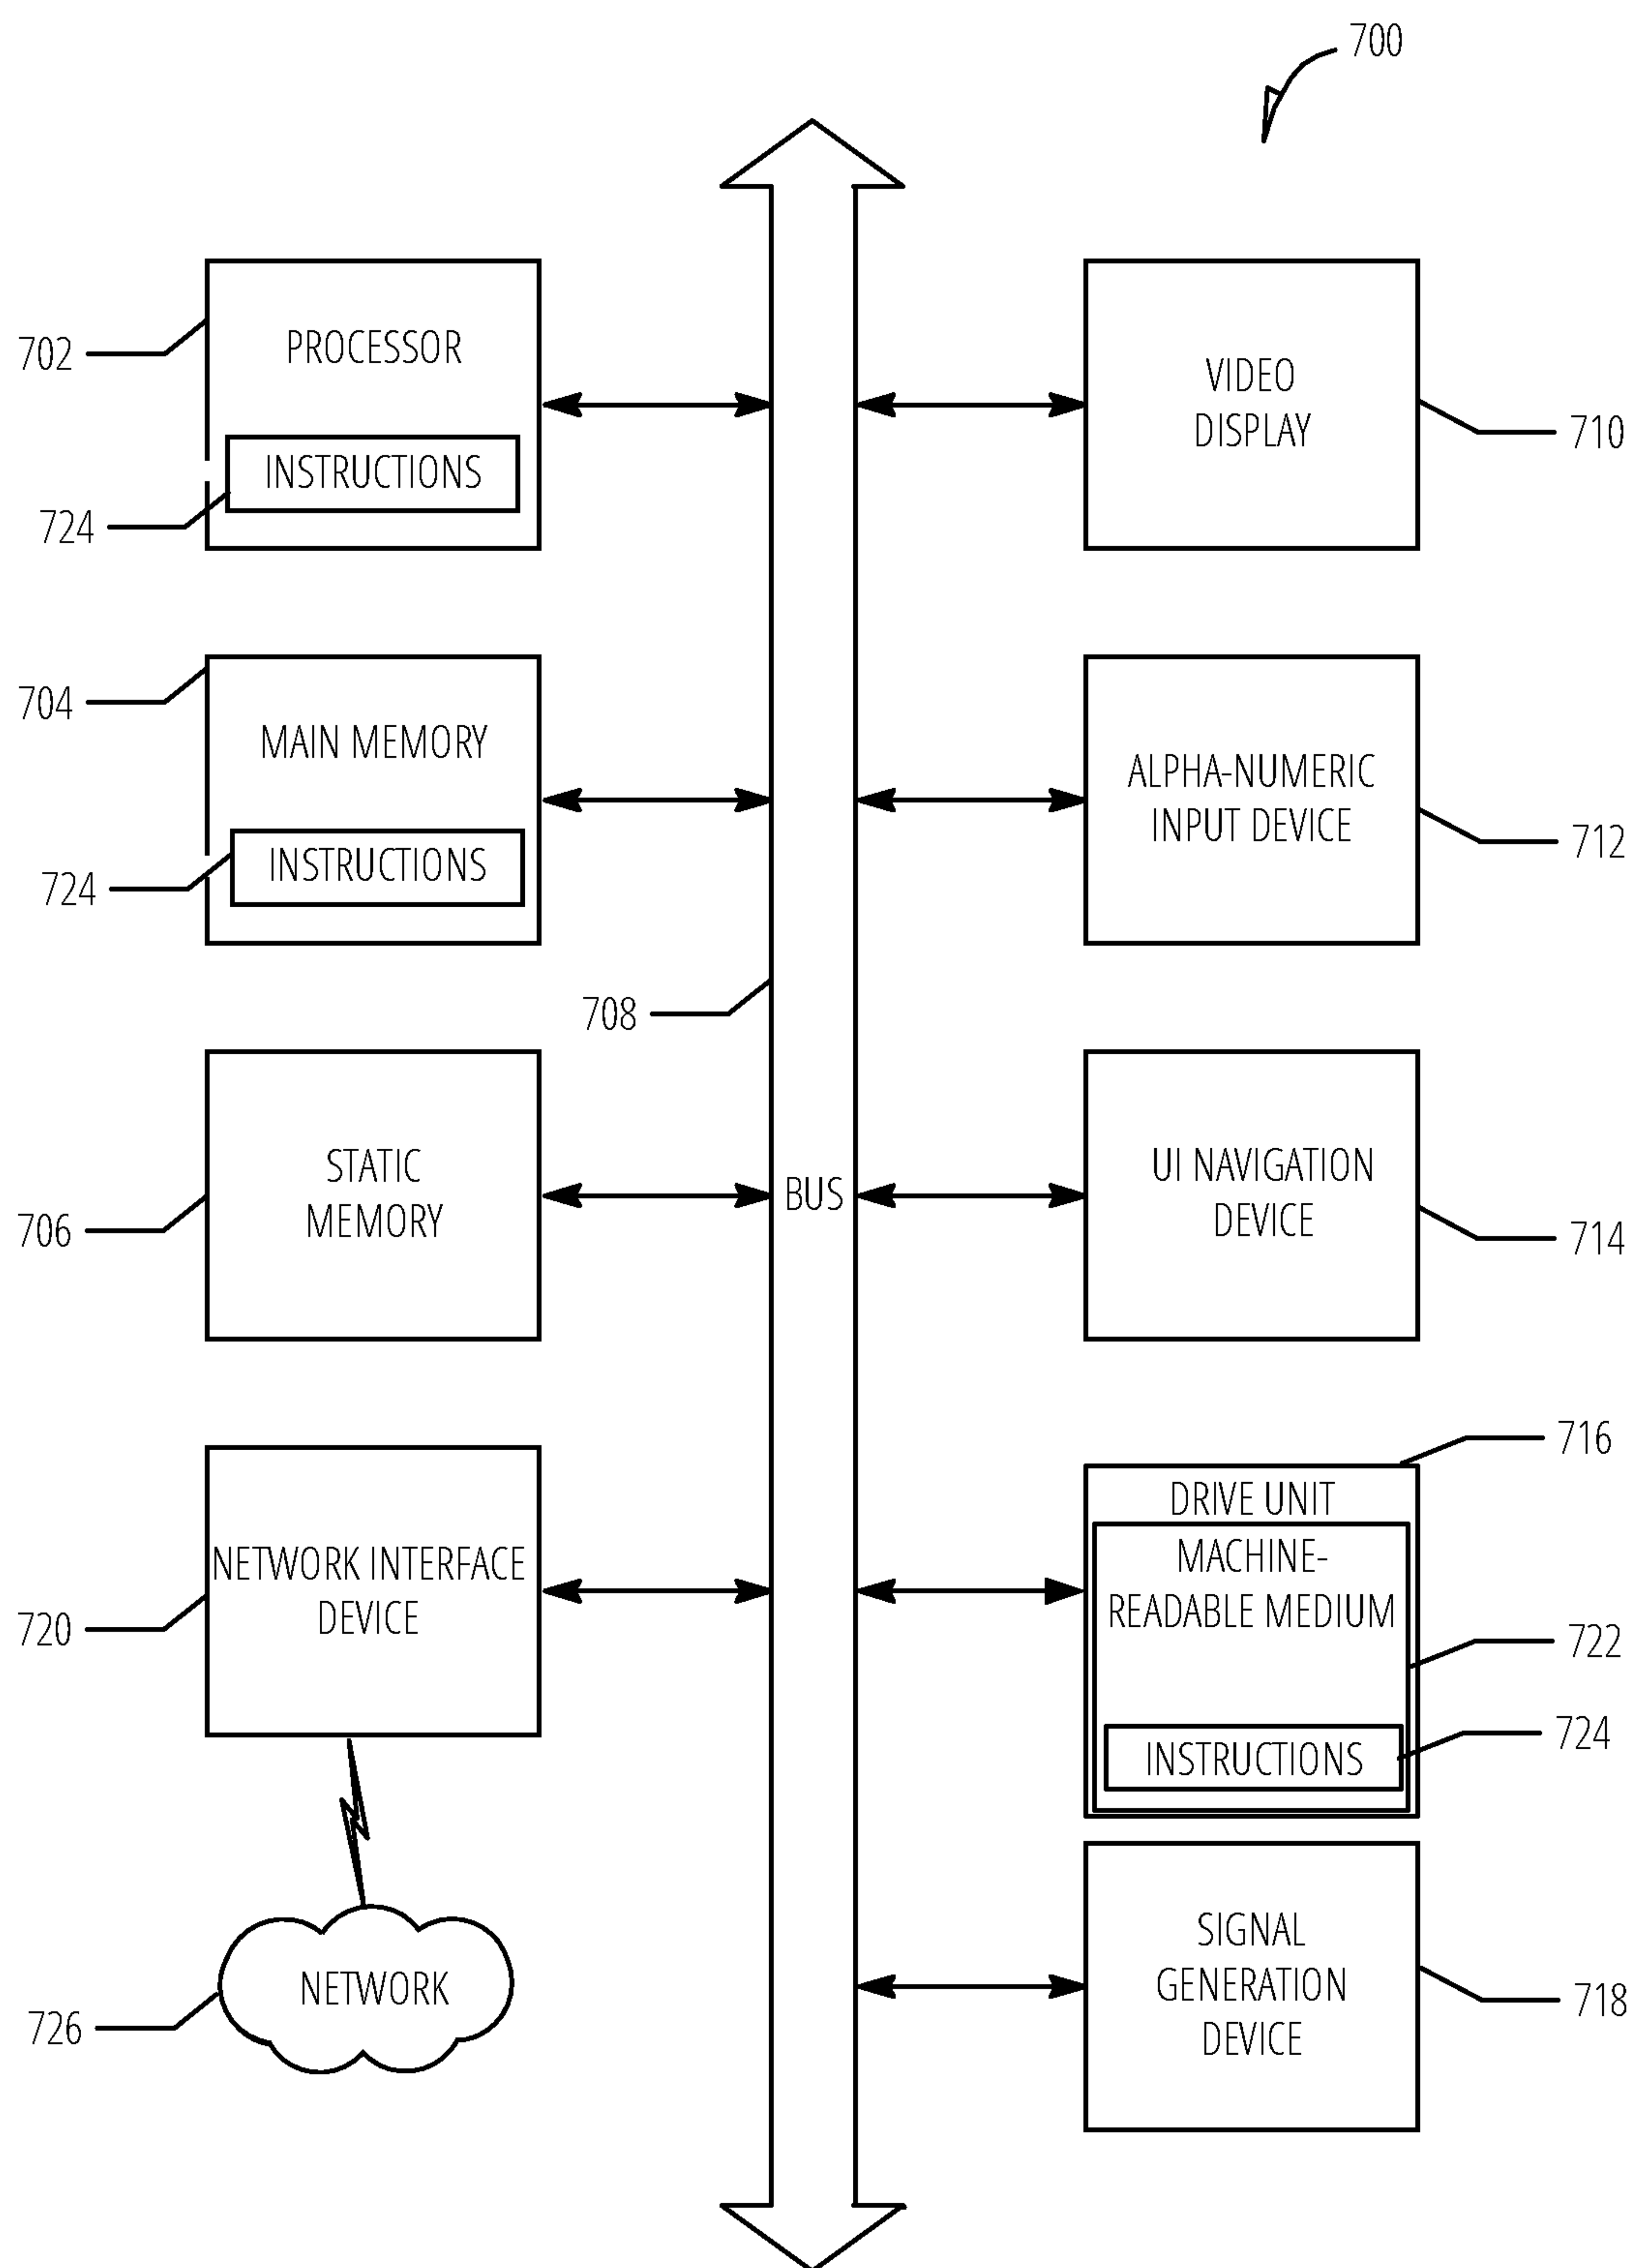 700
702
PROCESSOR
INSTRUCTIONS
724
VIDEO
DISPLAY
710
704
MAIN MEMORY
INSTRUCTIONS
724
ALPHA-NUMERIC
INPUT DEVICE
712
708
STATIC
MEMORY
706
BUS
UI NAVIGATION
DEVICE
714
NETWORK INTERFACE
DEVICE
720
716
DRIVE UNIT
MACHINE-
READABLE MEDIUM
722
724
INSTRUCTIONS
NETWORK
726
SIGNAL
GENERATION
DEVICE
718